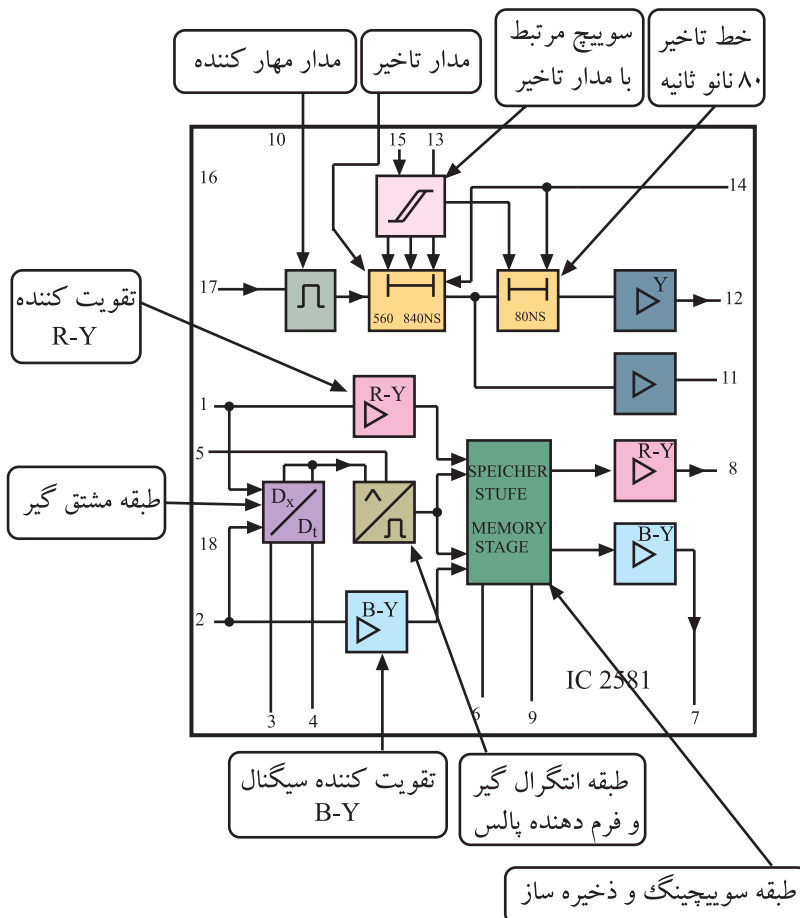 مدار مهار کننده
مدار تاخیر
سوییچ مرتبط
با مدار تاخیر
خط تاخیر
۸۰ نانو ثانیه
10
15
13
16
14
17
560 840NS
80NS
Y
12
11
تقویت کننده
R-Y
1
R-Y
5
SPEICHER
STUFE
MEMORY
STAGE
R-Y
8
طبقه مشتق گیر
Dx
Dt
18
B-Y
2
B-Y
IC 2581
3
4
6
9
7
تقویت کننده سیگنال
B-Y
طبقه انتگرال گیر
و فرم دهنده پالس
طبقه سوییچینگ و ذخیره ساز